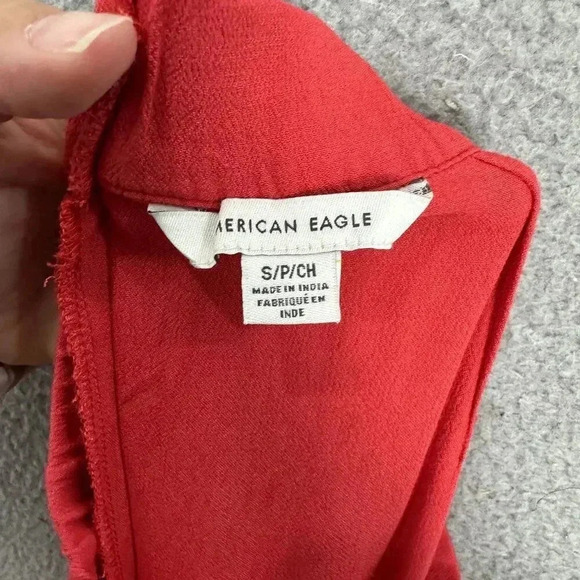 MERICAN EAGLE
S/P/CH
MADE IN INDIA
FABRIQUÉ EN
INDE